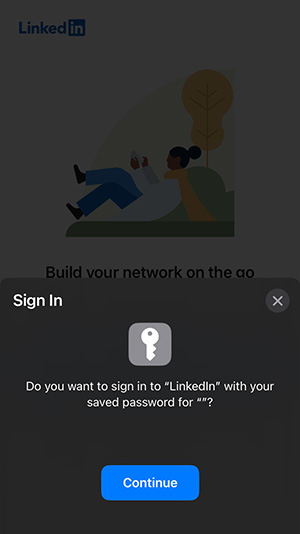 LinkedIn
Build your network on the go
Sign In
Do you want to sign in to “LinkedIn” with your
saved password for “”?
Continue